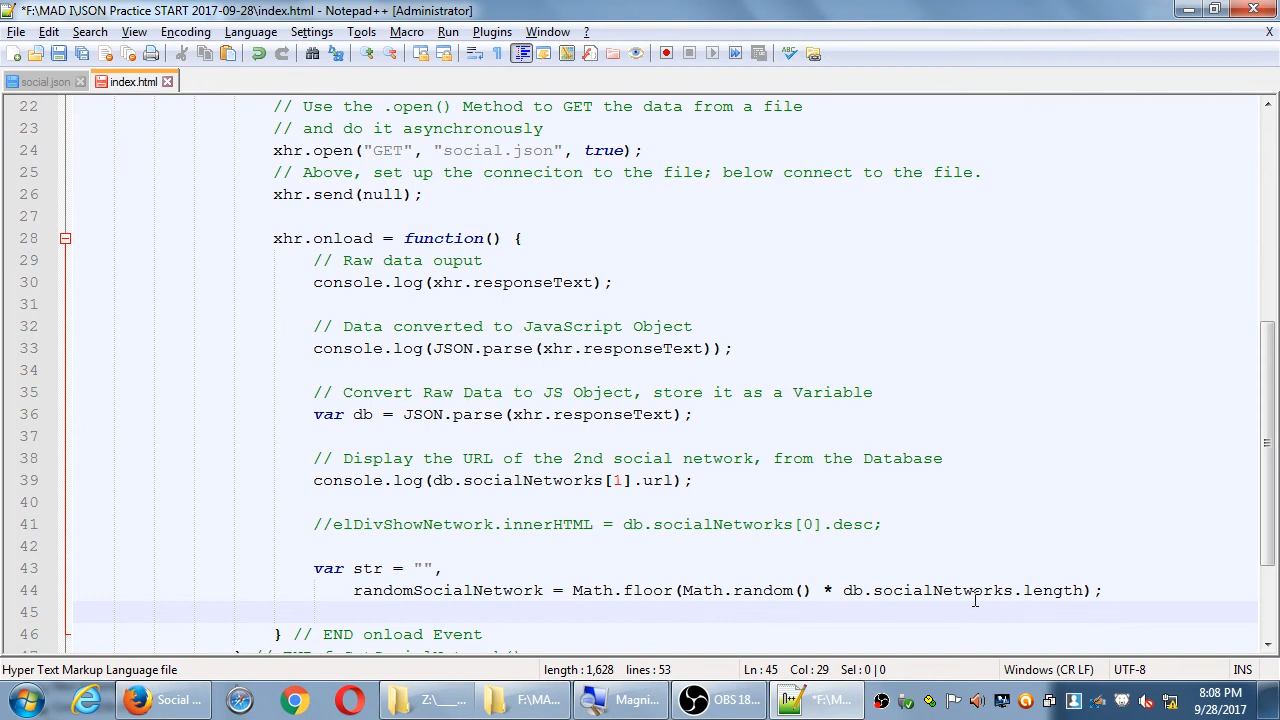 *F:\MAD I\JSON Practice START 2017-09-28\index.html - Notepad++ [Administrator]
File Edit Search View Encoding Language Settings Tools Macro Run Plugins Window ? X
social.json index.html
22 // Use the .open() Method to GET the data from a file
23 // and do it asynchronously
24 xhr.open("GET", "social.json", true);
25 // Above, set up the conneciton to the file; below connect to the file.
26 xhr.send(null);
27
28 xhr.onload = function() {
29 // Raw data ouput
30 console.log(xhr.responseText);
31
32 // Data converted to JavaScript Object
33 console.log(JSON.parse(xhr.responseText));
34
35 // Convert Raw Data to JS Object, store it as a Variable
36 var db = JSON.parse(xhr.responseText);
37
38 // Display the URL of the 2nd social network, from the Database
39 console.log(db.socialNetworks[1].url);
40
41 //elDivShowNetwork.innerHTML = db.socialNetworks[0].desc;
42
43 var str = "",
44 randomSocialNetwork = Math.floor(Math.random() * db.socialNetworks.length);
45
46 } // END onload Event
Hyper Text Markup Language file length : 1,628 lines : 53 Ln : 45 Col : 29 Sel : 0 | 0 Windows (CR LF) UTF-8 INS
Social ... Z:\___... F:\MA... Magni... OBS 18... *F:\M... 8:08 PM
9/28/2017